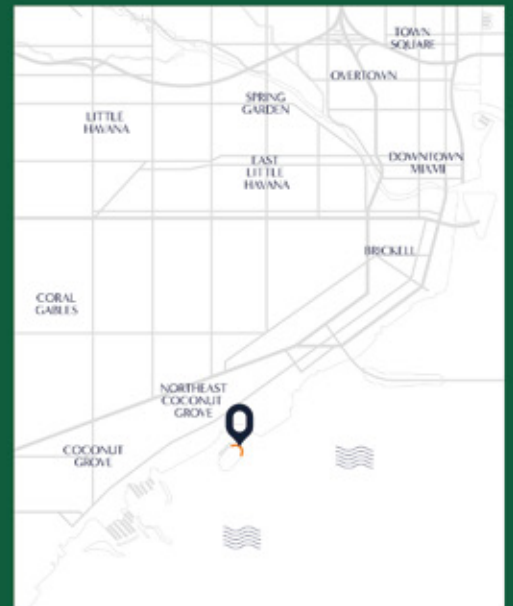 TOWN
SQUARE
OVERTOWN
SPRING
GARDEN
LITTLE
HAVANA
EAST
LITTLE
HAVANA
DOWNTOWN
MIAMI
BRICKELL
CORAL
GABLES
NORTHEAST
COCONUT
GROVE
COCONUT
GROVE